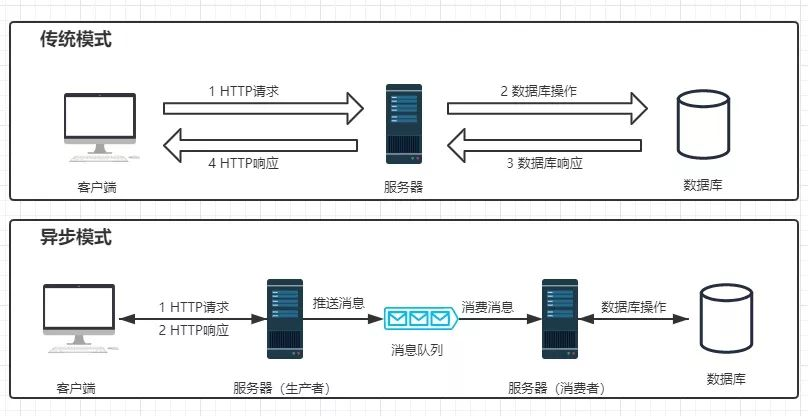 传统模式
1 HTTP请求
2 数据库操作
4 HTTP响应
3 数据库响应
客户端
服务器
数据库
异步模式
1 HTTP请求
推送消息
消费消息
数据库操作
2 HTTP响应
消息队列
客户端
服务器（生产者）
服务器（消费者）
数据库